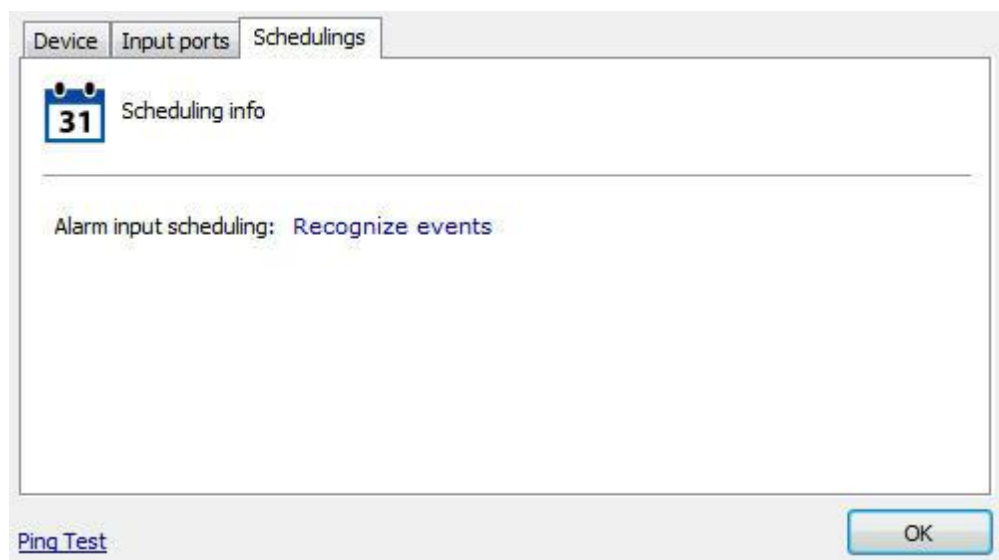 Device Input ports Schedulings
31 Scheduling info
Alarm input scheduling: Recognize events
Ping Test OK